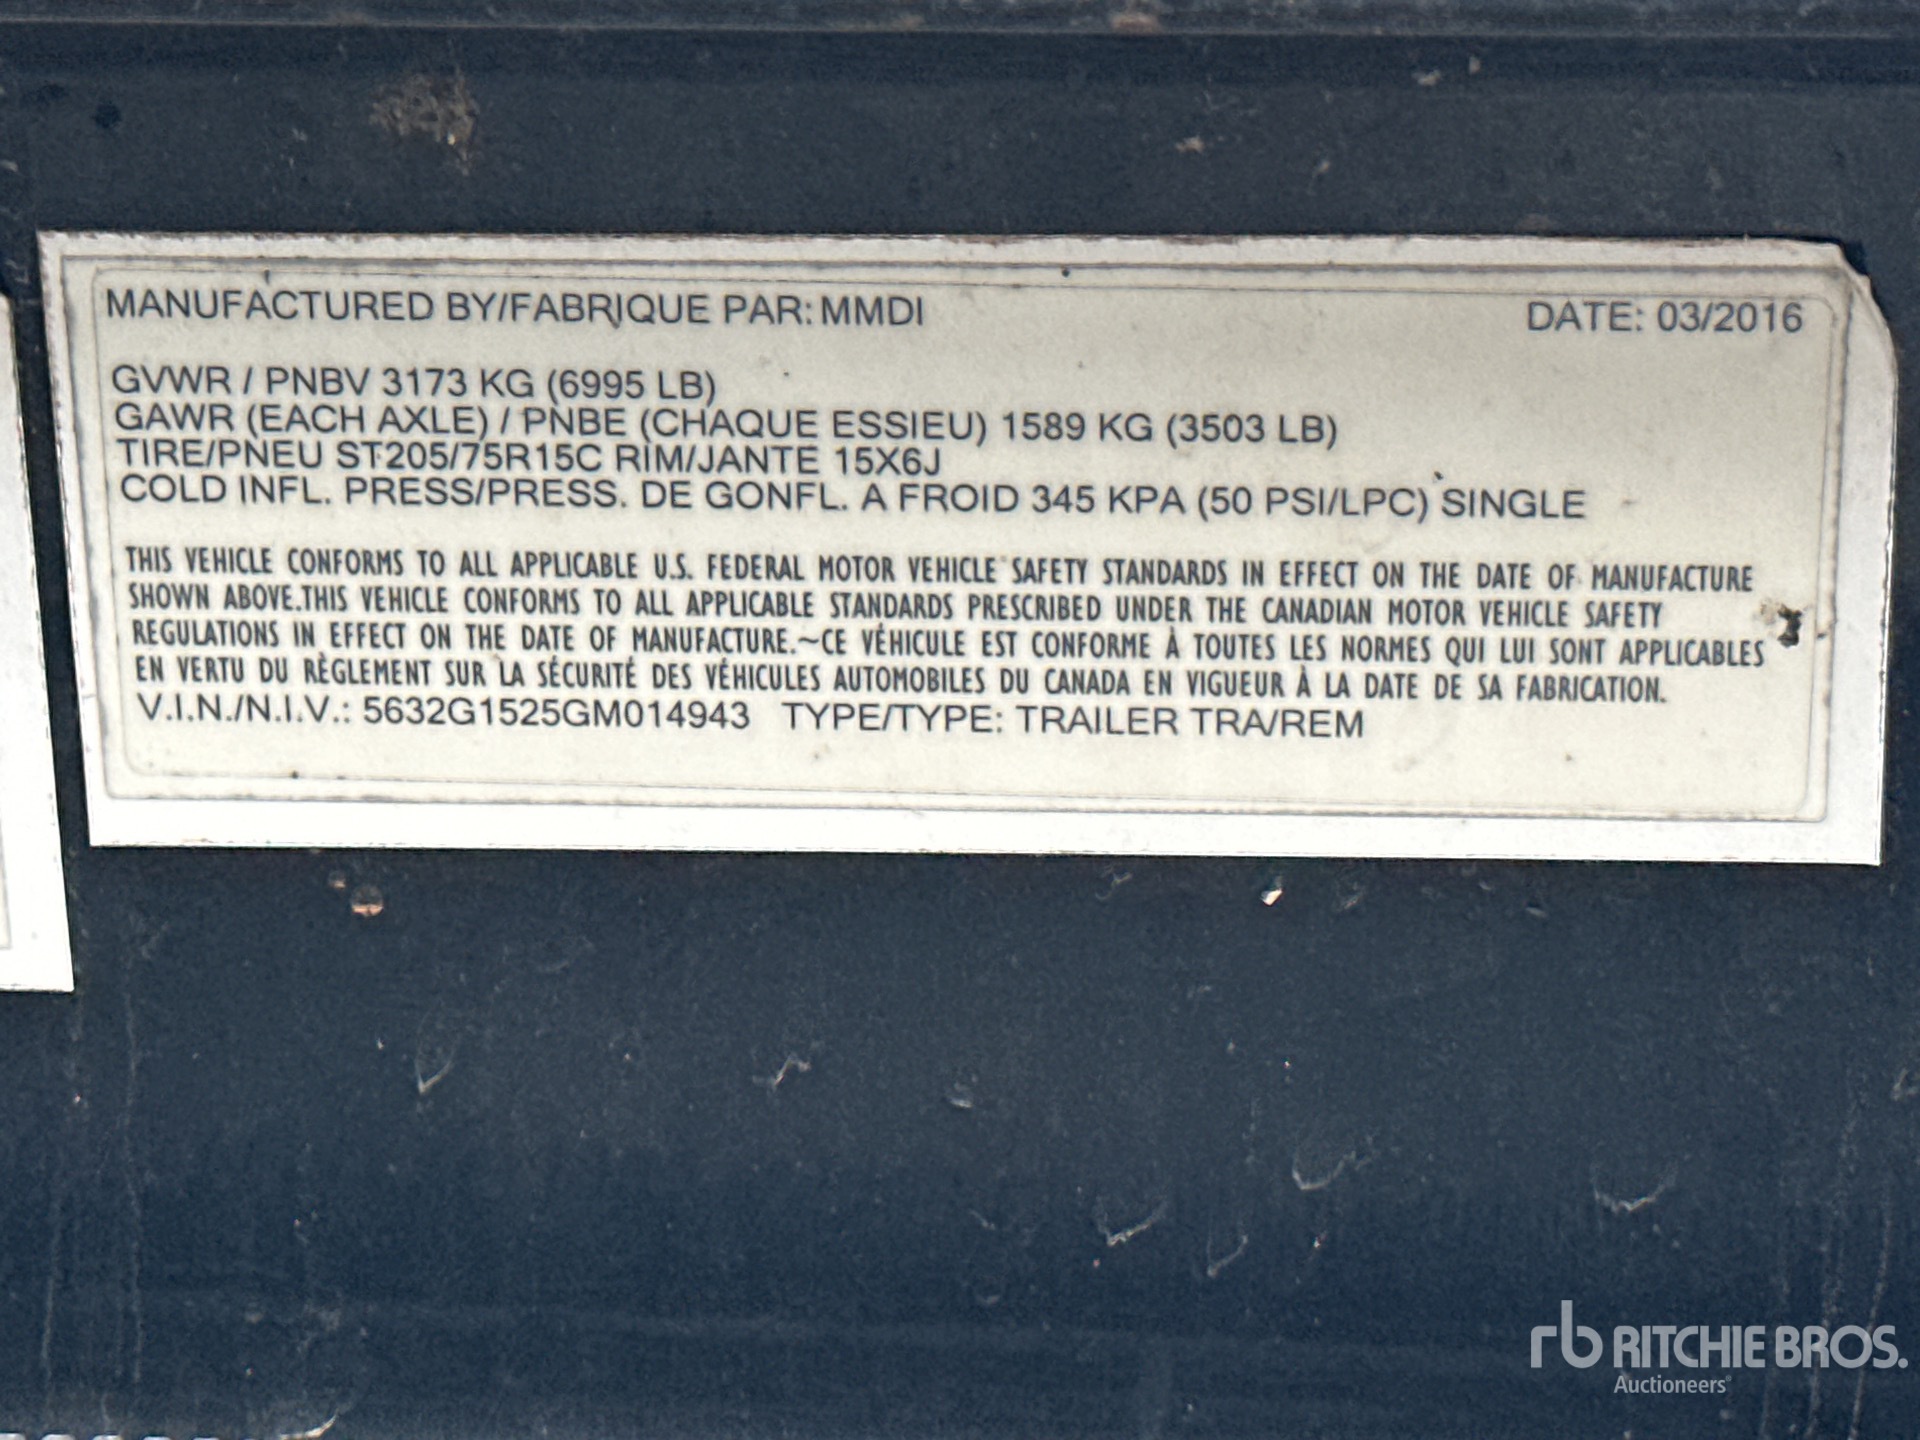 MANUFACTURED BY/FABRIQUE PAR: MMDI DATE: 03/2016
GVWR / PNBV 3173 KG (6995 LB)
GAWR (EACH AXLE) / PNBE (CHAQUE ESSIEU) 1589 KG (3503 LB)
TIRE/PNEU ST205/75R15C RIM/JANTE 15X6J
COLD INFL. PRESS/PRESS. DE GONFL. A FROID 345 KPA (50 PSI/LPC) SINGLE
THIS VEHICLE CONFORMS TO ALL APPLICABLE U.S. FEDERAL MOTOR VEHICLE SAFETY STANDARDS IN EFFECT ON THE DATE OF MANUFACTURE
SHOWN ABOVE.THIS VEHICLE CONFORMS TO ALL APPLICABLE STANDARDS PRESCRIBED UNDER THE CANADIAN MOTOR VEHICLE SAFETY
REGULATIONS IN EFFECT ON THE DATE OF MANUFACTURE.~CE VÉHICULE EST CONFORME À TOUTES LES NORMES QUI LUI SONT APPLICABLES
EN VERTU DU RÈGLEMENT SUR LA SÉCURITÉ DES VÉHICULES AUTOMOBILES DU CANADA EN VIGUEUR À LA DATE DE SA FABRICATION.
V.I.N./N.I.V.: 5632G1525GM014943 TYPE/TYPE: TRAILER TRA/REM
rb RITCHIE BROS.
Auctioneers